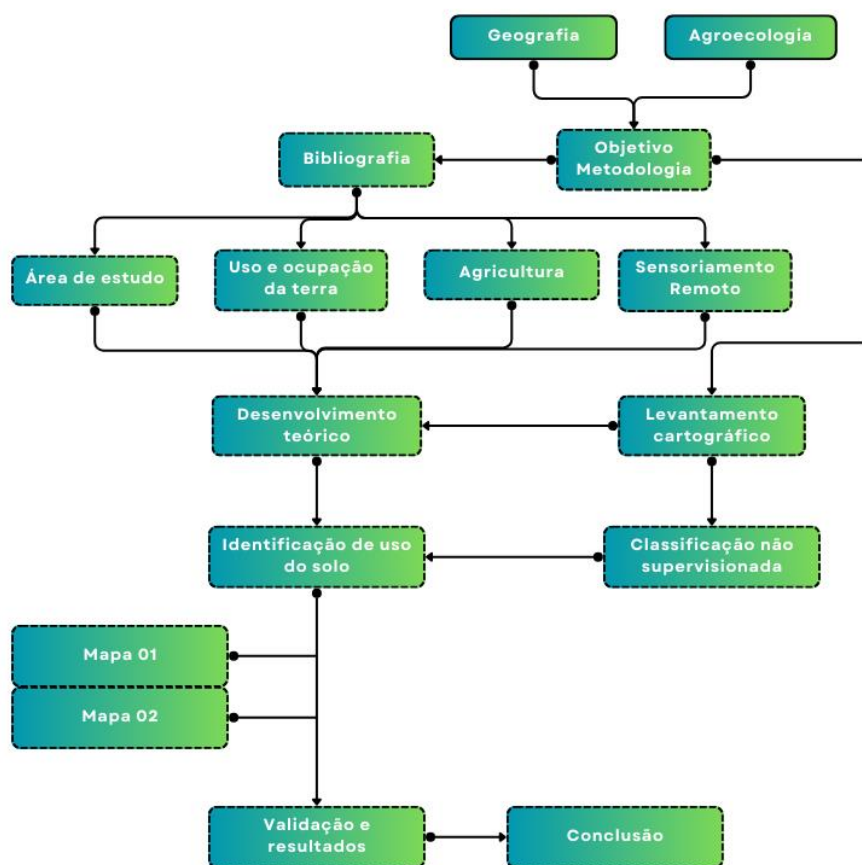 Geografia
Agroecologia
Bibliografia
Objetivo
Metodologia
Área de estudo
Uso e ocupação
da terra
Agricultura
Sensoriamento
Remoto
Desenvolvimento
teórico
Levantamento
cartográfico
Identificação de uso
do solo
Classificação não
supervisionada
Mapa 01
Mapa 02
Validação e
resultados
Conclusão